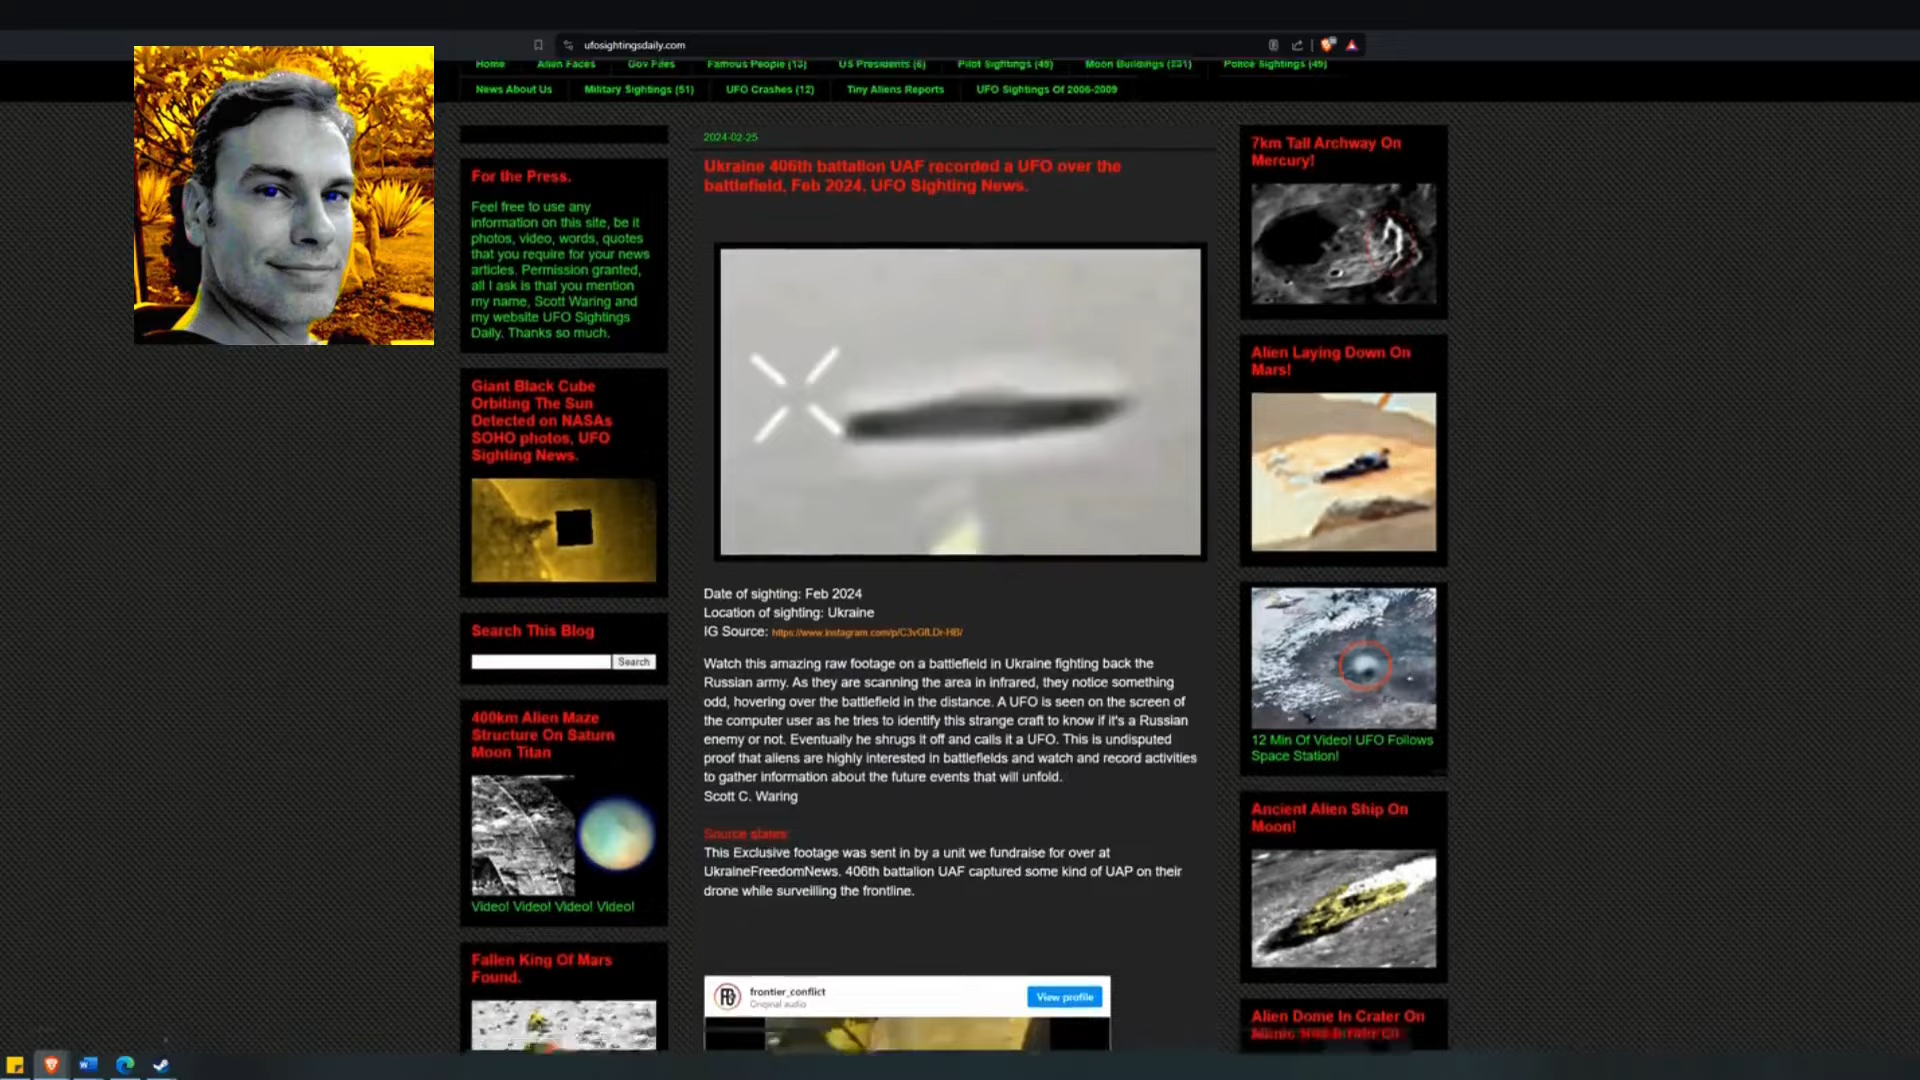 ufosightingsdaily.com
Home Alien Faces Gov Files Famous People (13) US Presidents (6) Pilot Sightings (49) Moon Buildings (231) Police Sightings (49)
News About Us Military Sightings (51) UFO Crashes (12) Tiny Aliens Reports UFO Sightings Of 2006-2009
For the Press.
Feel free to use any
information on this site, be it
photos, video, words, quotes
that you require for your news
articles. Permission granted,
all I ask is that you mention
my name, Scott Waring and
my website UFO Sightings
Daily. Thanks so much.
Giant Black Cube
Orbiting The Sun
Detected on NASAs
SOHO photos, UFO
Sighting News.
Search This Blog
Search
400km Alien Maze
Structure On Saturn
Moon Titan
Video! Video! Video! Video!
Fallen King Of Mars
Found.
2024-02-25
Ukraine 406th battalion UAF recorded a UFO over the
battlefield, Feb 2024, UFO Sighting News.
Date of sighting: Feb 2024
Location of sighting: Ukraine
IG Source:
Watch this amazing raw footage on a battlefield in Ukraine fighting back the
Russian army. As they are scanning the area in infrared, they notice something
odd, hovering over the battlefield in the distance. A UFO is seen on the screen of
the computer user as he tries to identify this strange craft to know if it's a Russian
enemy or not. Eventually he shrugs it off and calls it a UFO. This is undisputed
proof that aliens are highly interested in battlefields and watch and record activities
to gather information about the future events that will unfold.
Scott C. Waring
Source states:
This Exclusive footage was sent in by a unit we fundraise for over at
UkraineFreedomNews. 406th battalion UAF captured some kind of UAP on their
drone while surveilling the frontline.
frontier_conflict
Original audio
View profile
7km Tall Archway On
Mercury!
Alien Laying Down On
Mars!
12 Min Of Video! UFO Follows
Space Station!
Ancient Alien Ship On
Moon!
Alien Dome In Crater On